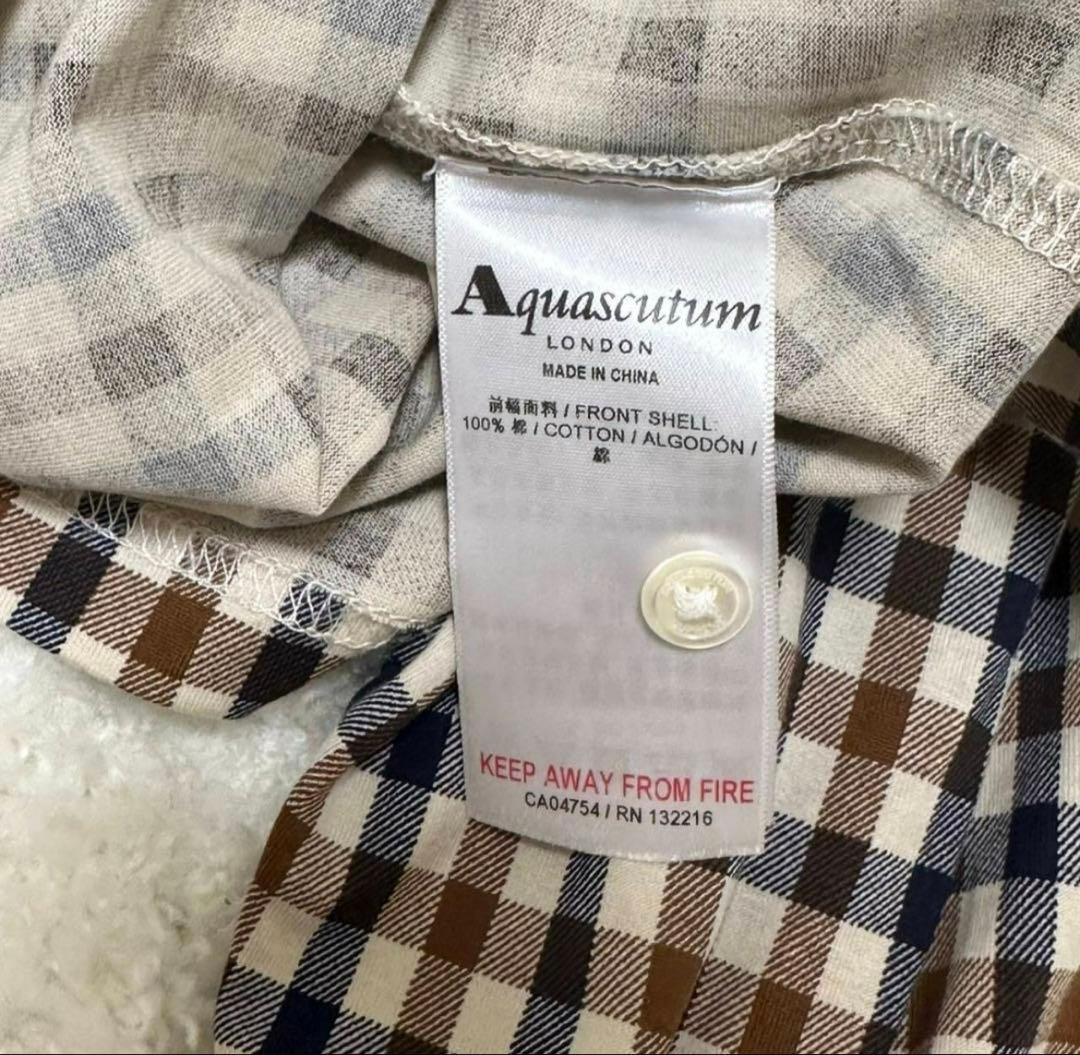 Aquascutum
LONDON
MADE IN CHINA
前幅面料 / FRONT SHELL:
100% 棉 / COTTON / ALGODÓN /
綿
KEEP AWAY FROM FIRE
CA04754 / RN 132216